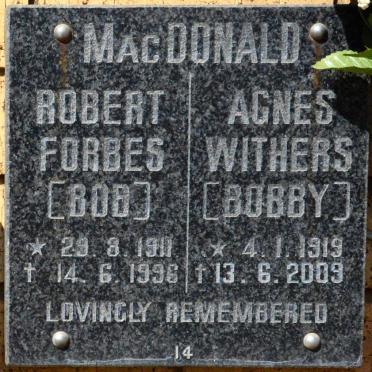 MACDONALD
ROBERT
FORBES
[BOB]
* 29.8.1911
† 14.6.1996
AGNES
WITHERS
[BOBBY]
* 4.1.1919
† 13.6.2009
LOVINGLY REMEMBERED
14